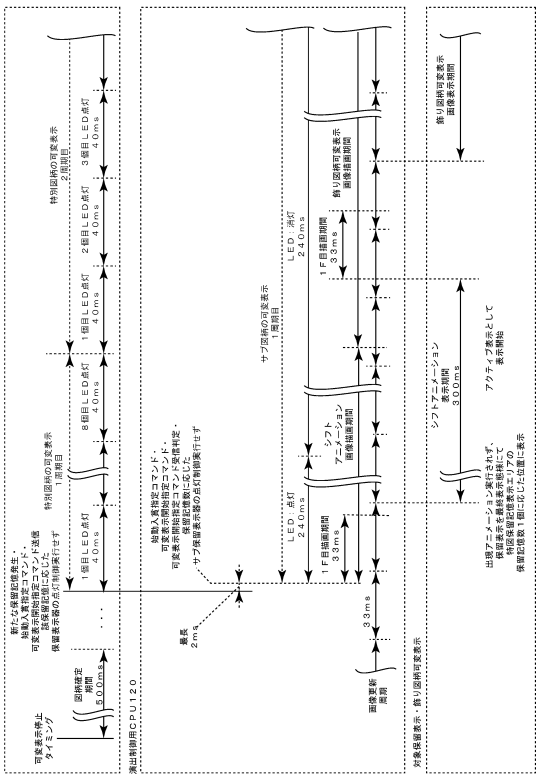 可変表示停止
タイミング
図柄確定
期間
500ms
・・・
新たな保留記憶発生・
始動入賞指定コマンド・
可変表示開始指定コマンド送信
該保留記憶に応じた
保留表示器の点灯制御実行せず
特別図柄の可変表示
1周期目
1個目LED点灯
40ms
8個目LED点灯
40ms
特別図柄の可変表示
2周期目
1個目LED点灯
40ms
2個目LED点灯
40ms
3個目LED点灯
40ms
演出制御用CPU120
最長
2ms
始動入賞指定コマンド・
可変表示開始指定コマンド・
可変表示開始指定コマンド受信判定・
保留記憶数に応じた
サブ保留表示器の点灯制御実行せず
サブ図柄の可変表示
1周期目
LED:点灯
240ms
LED:消灯
240ms
1F目描画期間
33ms
シフト
アニメーション
画像描画期間
1F目描画期間
33ms
飾り図柄可変表示
画像描画期間
画像更新
周期
33ms
対象保留表示・飾り図柄可変表示
シフトアニメーション
表示期間
300ms
飾り図柄可変表示
画像表示期間
出現アニメーション実行されず、
保留表示を最終表示態様にて
特図保留記憶表示エリアの
保留記憶数1個に応じた位置に表示
アクティブ表示として
表示開始